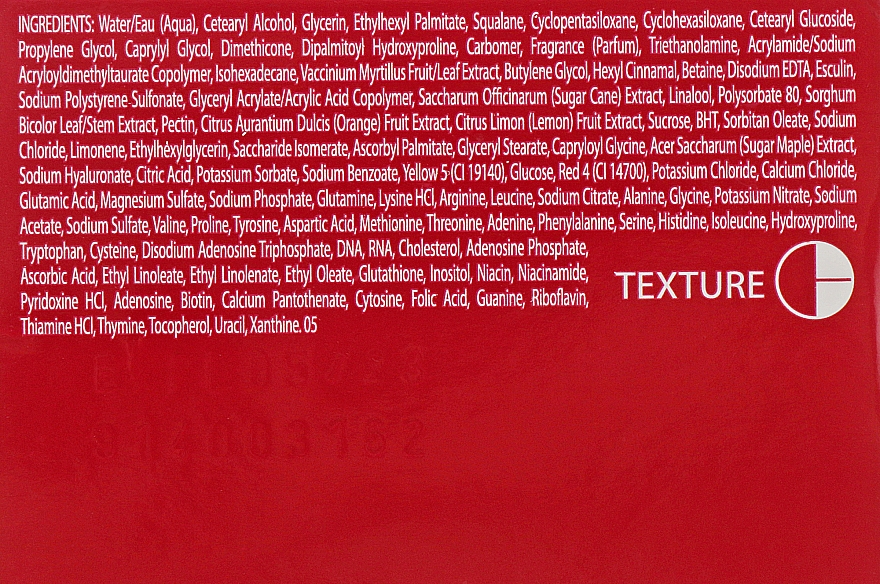 INGREDIENTS: Water/Eau (Aqua), Cetearyl Alcohol, Glycerin, Ethylhexyl Palmitate, Squalane, Cyclopentasiloxane, Cyclohexasiloxane, Cetearyl Glucoside,
Propylene Glycol, Caprylyl Glycol, Dimethicone, Dipalmitoyl Hydroxyproline, Carbomer, Fragrance (Parfum), Triethanolamine, Acrylamide/Sodium
Acryloyldimethyltaurate Copolymer, Isohexadecane, Vaccinium Myrtillus Fruit/Leaf Extract, Butylene Glycol, Hexyl Cinnamal, Betaine, Disodium EDTA, Esculin,
Sodium Polystyrene-Sulfonate, Glyceryl Acrylate/Acrylic Acid Copolymer, Saccharum Officinarum (Sugar Cane) Extract, Linalool, Polysorbate 80, Sorghum
Bicolor Leaf/Stem Extract, Pectin, Citrus Aurantium Dulcis (Orange) Fruit Extract, Citrus Limon (Lemon) Fruit Extract, Sucrose, BHT, Sorbitan Oleate, Sodium
Chloride, Limonene, Ethylhexylglycerin, Saccharide Isomerate, Ascorbyl Palmitate, Glyceryl Stearate, Capryloyl Glycine, Acer Saccharum (Sugar Maple) Extract,
Sodium Hyaluronate, Citric Acid, Potassium Sorbate, Sodium Benzoate, Yellow 5 (CI 19140), Glucose, Red 4 (CI 14700), Potassium Chloride, Calcium Chloride,
Glutamic Acid, Magnesium Sulfate, Sodium Phosphate, Glutamine, Lysine HCl, Arginine, Leucine, Sodium Citrate, Alanine, Glycine, Potassium Nitrate, Sodium
Acetate, Sodium Sulfate, Valine, Proline, Tyrosine, Aspartic Acid, Methionine, Threonine, Adenine, Phenylalanine, Serine, Histidine, Isoleucine, Hydroxyproline,
Tryptophan, Cysteine, Disodium Adenosine Triphosphate, DNA, RNA, Cholesterol, Adenosine Phosphate,
Ascorbic Acid, Ethyl Linoleate, Ethyl Linolenate, Ethyl Oleate, Glutathione, Inositol, Niacin, Niacinamide,
Pyridoxine HCl, Adenosine, Biotin, Calcium Pantothenate, Cytosine, Folic Acid, Guanine, Riboflavin,
Thiamine HCl, Thymine, Tocopherol, Uracil, Xanthine. 05
TEXTURE